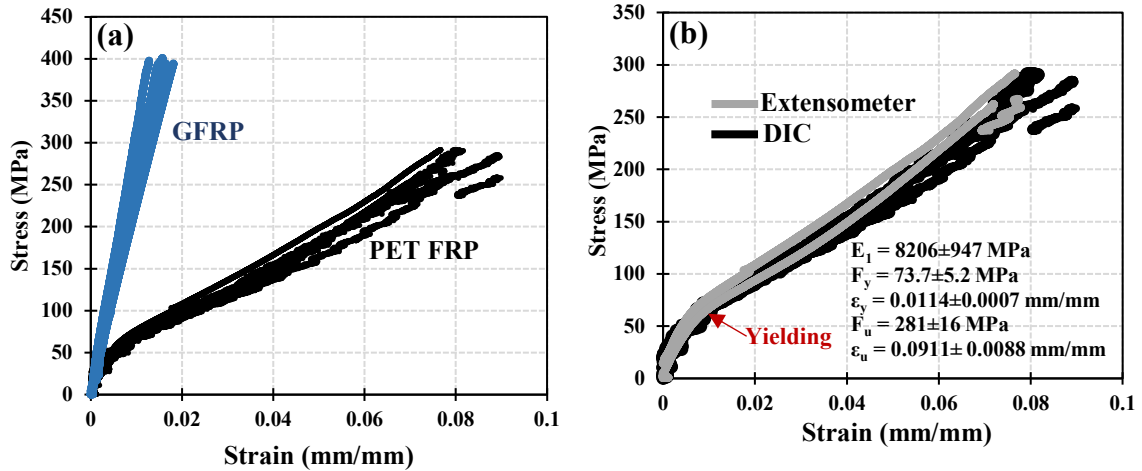 (a)
Stress (MPa)
450
400
350
300
250
200
150
100
50
0
GFRP
PET FRP
0 0.02 0.04 0.06 0.08 0.1
Strain (mm/mm)
(b)
Stress (MPa)
350
300
250
200
150
100
50
0
Extensometer
DIC
E₁ = 8206±947 MPa
Fᵧ = 73.7±5.2 MPa
εᵧ = 0.0114±0.0007 mm/mm
Fᵤ = 281±16 MPa
εᵤ = 0.0911± 0.0088 mm/mm
Yielding
0 0.02 0.04 0.06 0.08 0.1
Strain (mm/mm)